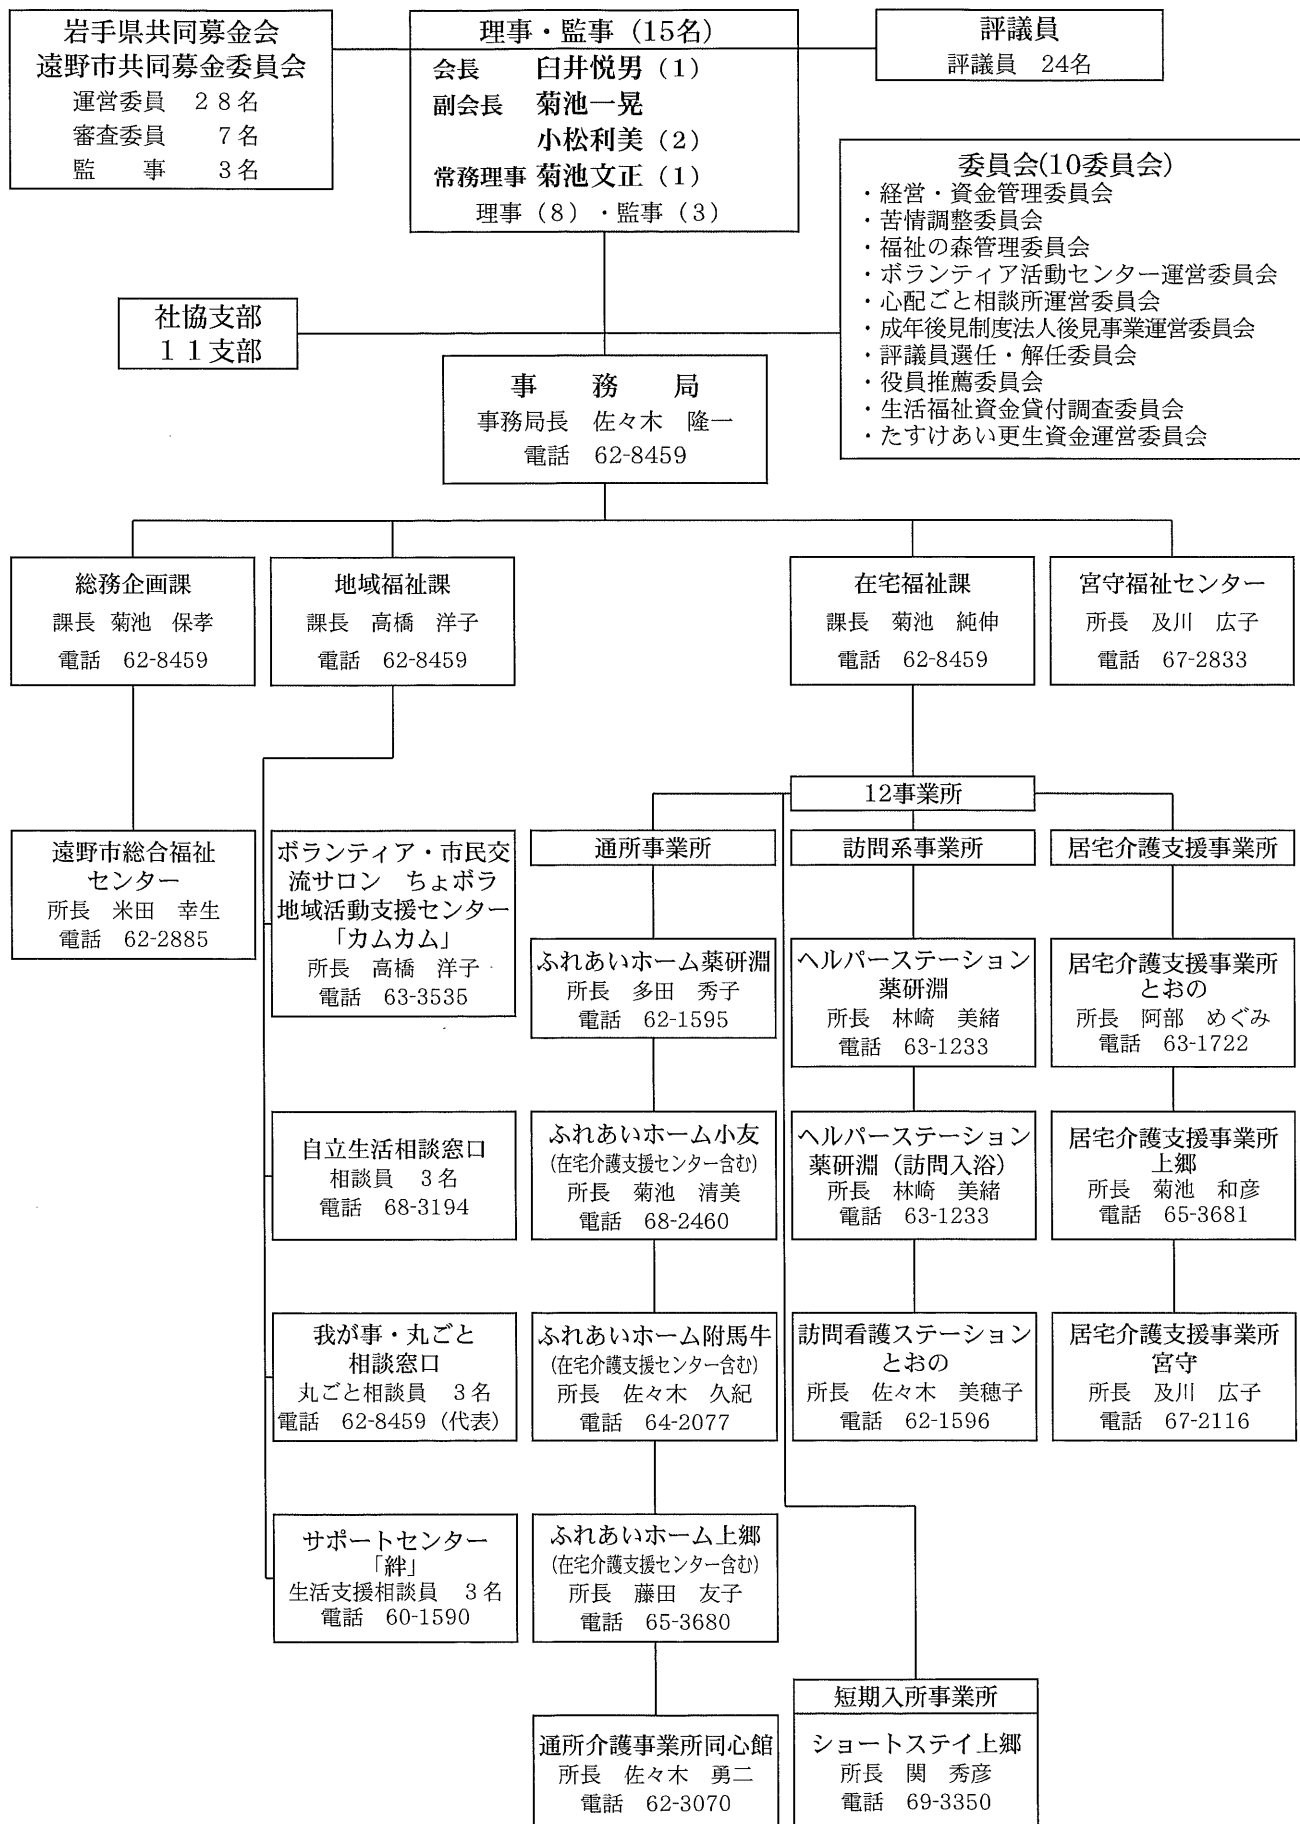 岩手県共同募金会
遠野市共同募金委員会
運営委員　２８名
審査委員　　７名
監　　事　　３名
理事・監事（15名）
会長　臼井悦男（１）
副会長　菊池一晃
小松利美（２）
常務理事 菊池文正（１）
理事（８）・監事（３）
評議員
評議員　24名
委員会(10委員会)
・経営・資金管理委員会
・苦情調整委員会
・福祉の森管理委員会
・ボランティア活動センター運営委員会
・心配ごと相談所運営委員会
・成年後見制度法人後見事業運営委員会
・評議員選任・解任委員会
・役員推薦委員会
・生活福祉資金貸付調査委員会
・たすけあい更生資金運営委員会
社協支部
１１支部
事　務　局
事務局長　佐々木　隆一
電話　62-8459
総務企画課
課長　菊池　保孝
電話　62-8459
地域福祉課
課長　高橋　洋子
電話　62-8459
在宅福祉課
課長　菊池　純伸
電話　62-8459
宮守福祉センター
所長　及川　広子
電話　67-2833
12事業所
遠野市総合福祉
センター
所長　米田　幸生
電話　62-2885
ボランティア・市民交
流サロン　ちょボラ
地域活動支援センター
「カムカム」
所長　高橋　洋子
電話　63-3535
自立生活相談窓口
相談員　３名
電話　68-3194
我が事・丸ごと
相談窓口
丸ごと相談員　３名
電話　62-8459（代表）
サポートセンター
「絆」
生活支援相談員　３名
電話　60-1590
通所事業所
ふれあいホーム薬研淵
所長　多田　秀子
電話　62-1595
ふれあいホーム小友
(在宅介護支援センター含む)
所長　菊池　清美
電話　68-2460
ふれあいホーム附馬牛
(在宅介護支援センター含む)
所長　佐々木　久紀
電話　64-2077
ふれあいホーム上郷
(在宅介護支援センター含む)
所長　藤田　友子
電話　65-3680
通所介護事業所同心館
所長　佐々木　勇二
電話　62-3070
訪問系事業所
ヘルパーステーション
薬研淵
所長　林崎　美緒
電話　63-1233
ヘルパーステーション
薬研淵（訪問入浴）
所長　林崎　美緒
電話　63-1233
訪問看護ステーション
とおの
所長　佐々木　美穂子
電話　62-1596
短期入所事業所
ショートステイ上郷
所長　関　秀彦
電話　69-3350
居宅介護支援事業所
居宅介護支援事業所
とおの
所長　阿部　めぐみ
電話　63-1722
居宅介護支援事業所
上郷
所長　菊池　和彦
電話　65-3681
居宅介護支援事業所
宮守
所長　及川　広子
電話　67-2116